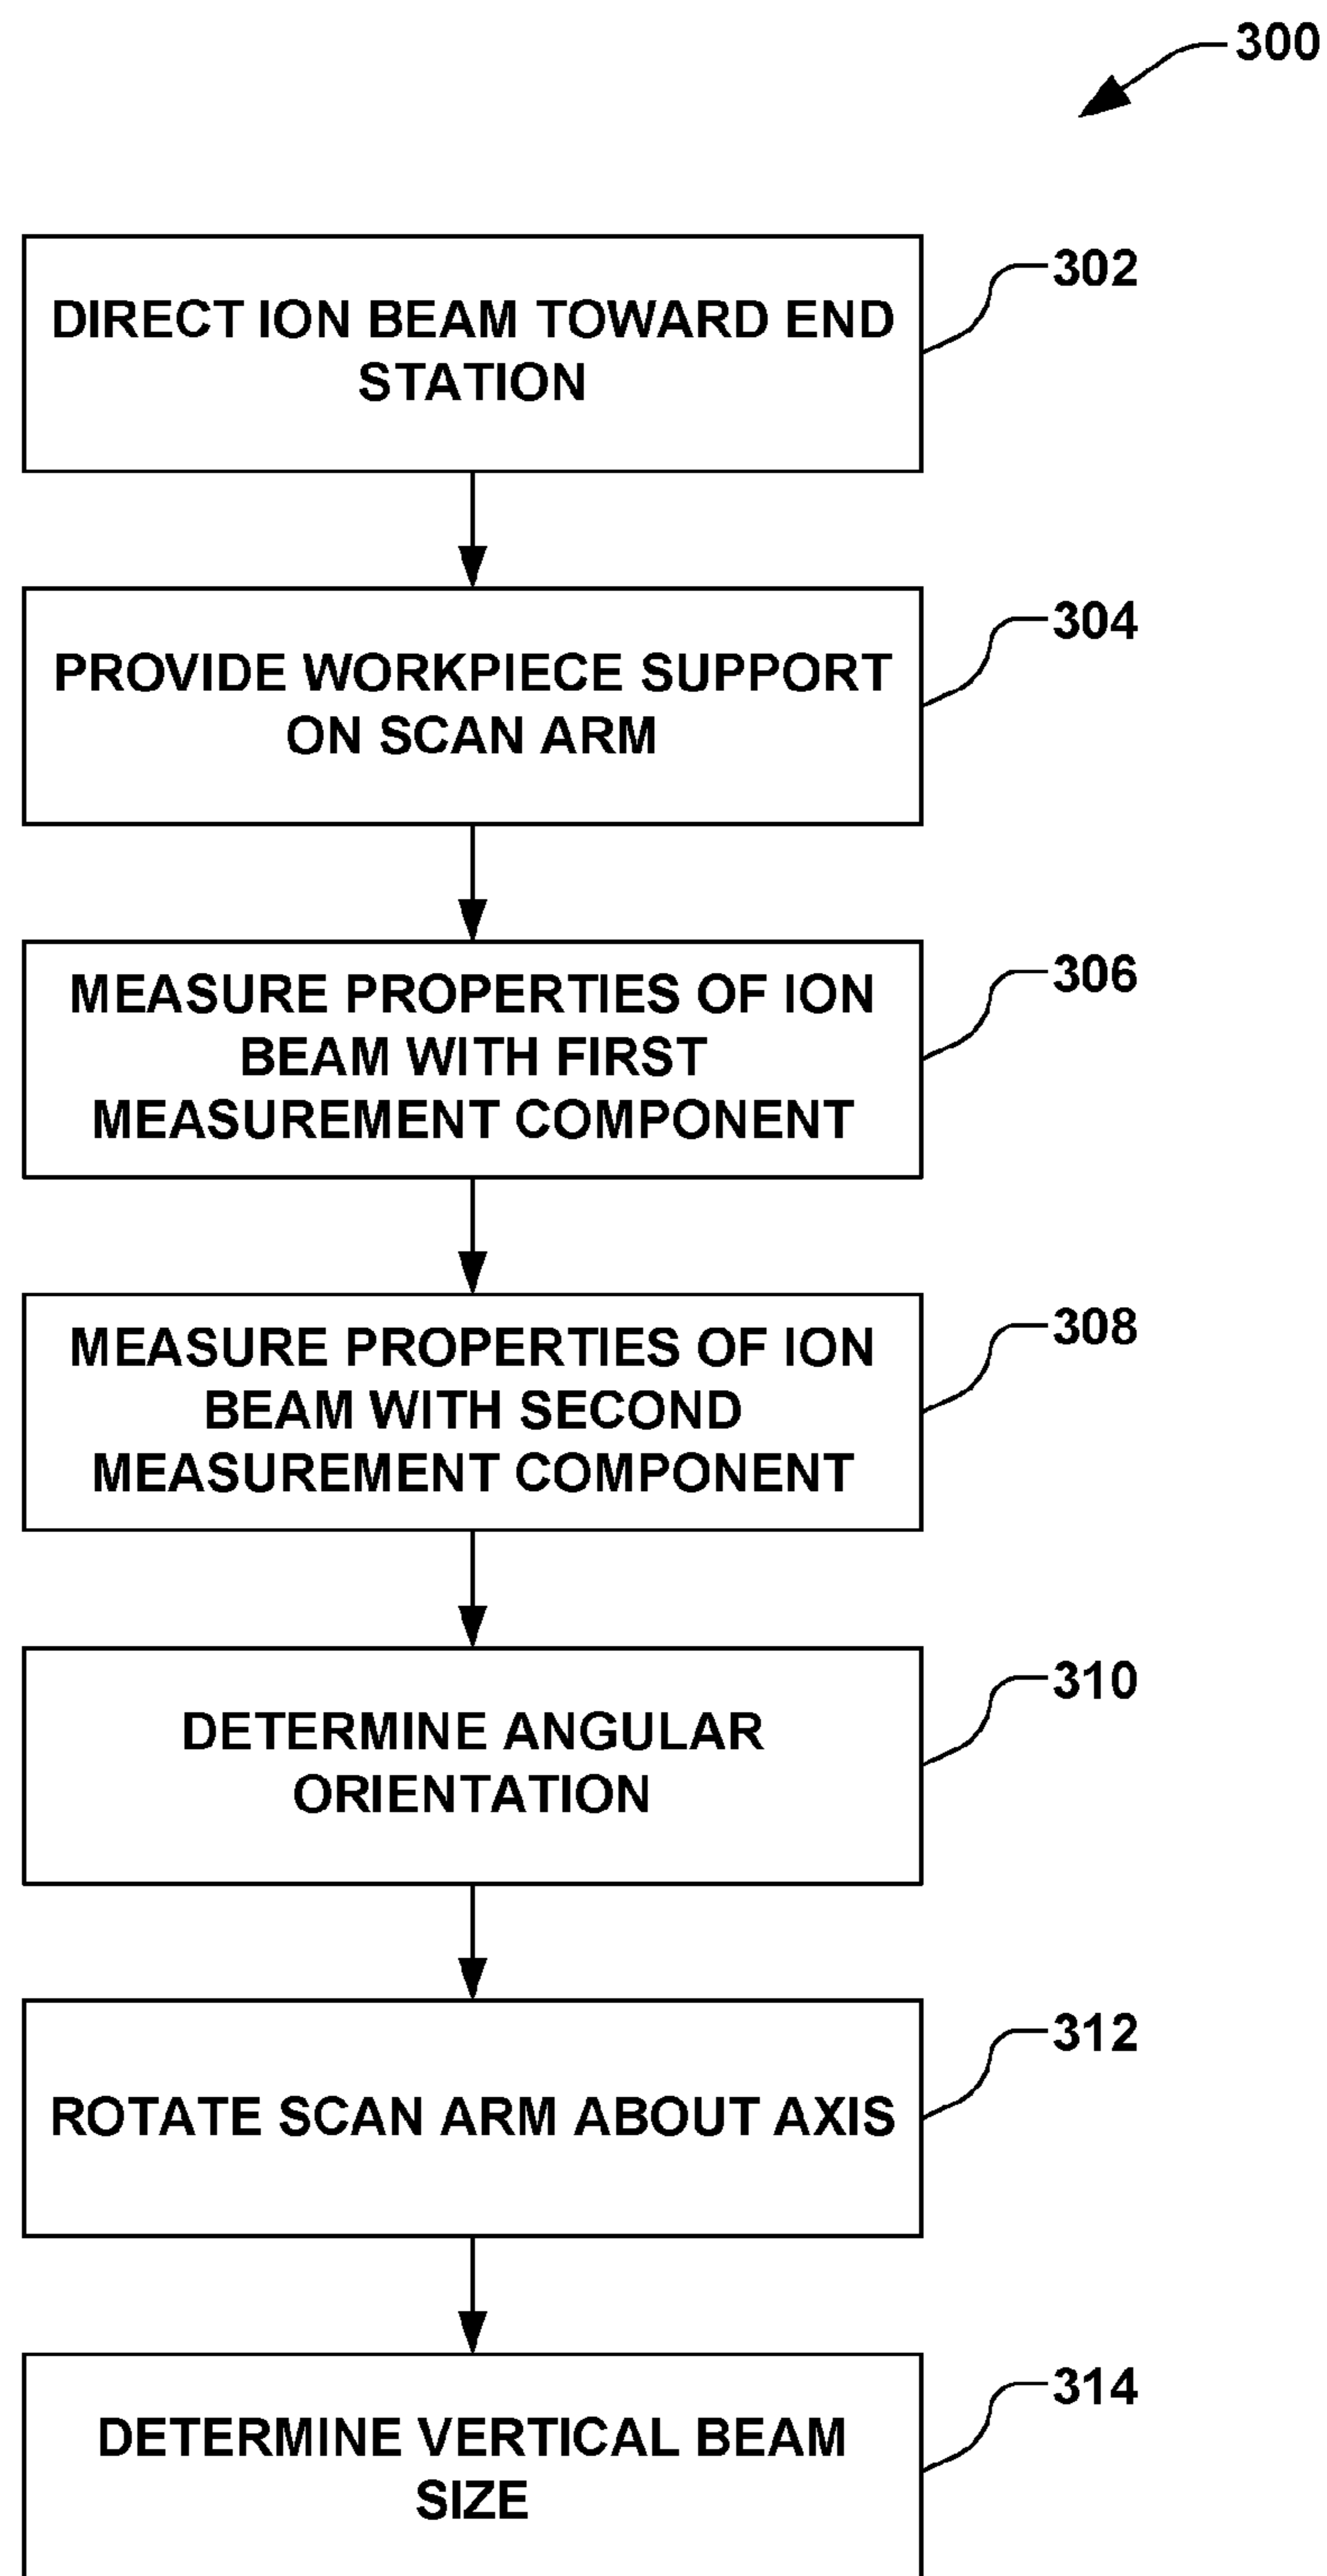 300
302
DIRECT ION BEAM TOWARD END
STATION
304
PROVIDE WORKPIECE SUPPORT
ON SCAN ARM
306
MEASURE PROPERTIES OF ION
BEAM WITH FIRST
MEASUREMENT COMPONENT
308
MEASURE PROPERTIES OF ION
BEAM WITH SECOND
MEASUREMENT COMPONENT
310
DETERMINE ANGULAR
ORIENTATION
312
ROTATE SCAN ARM ABOUT AXIS
314
DETERMINE VERTICAL BEAM
SIZE